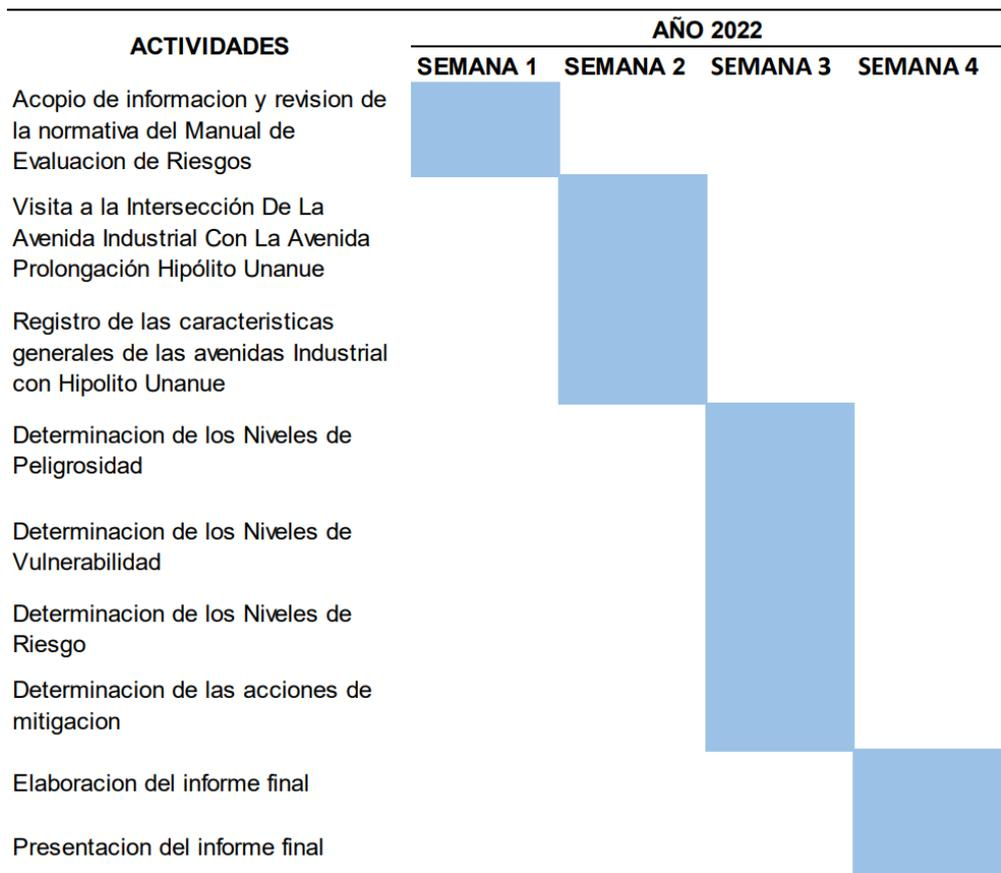 AÑO 2022
ACTIVIDADES
SEMANA 1 SEMANA 2 SEMANA 3 SEMANA 4
Acopio de informacion y revision de
la normativa del Manual de
Evaluacion de Riesgos
Visita a la Intersección De La
Avenida Industrial Con La Avenida
Prolongación Hipólito Unanue
Registro de las caracteristicas
generales de las avenidas Industrial
con Hipolito Unanue
Determinacion de los Niveles de
Peligrosidad
Determinacion de los Niveles de
Vulnerabilidad
Determinacion de los Niveles de
Riesgo
Determinacion de las acciones de
mitigacion
Elaboracion del informe final
Presentacion del informe final